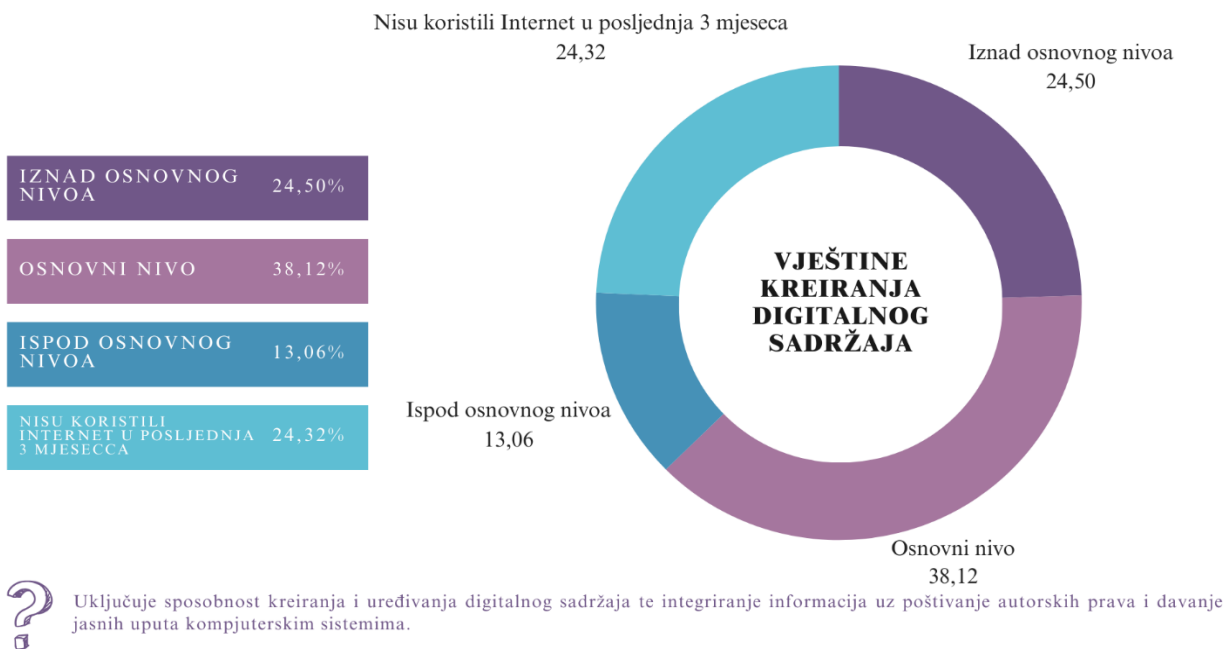 Nisu koristili Internet u posljednja 3 mjeseca
24,32
Iznad osnovnog nivoa
24,50
IZNAD OSNOVNOG
NIVOA
24,50%
OSNOVNI NIVO
38,12%
ISPOD OSNOVNOG
NIVOA
13,06%
NISU KORISTILI
INTERNET U POSLJEDNJA
3 MJESECCA
24,32%
VJEŠTINE
KREIRANJA
DIGITALNOG
SADRŽAJA
Ispod osnovnog nivoa
13,06
Osnovni nivo
38,12
Uključuje sposobnost kreiranja i uređivanja digitalnog sadržaja te integriranje informacija uz poštivanje autorskih prava i davanje
jasnih uputa kompjuterskim sistemima.